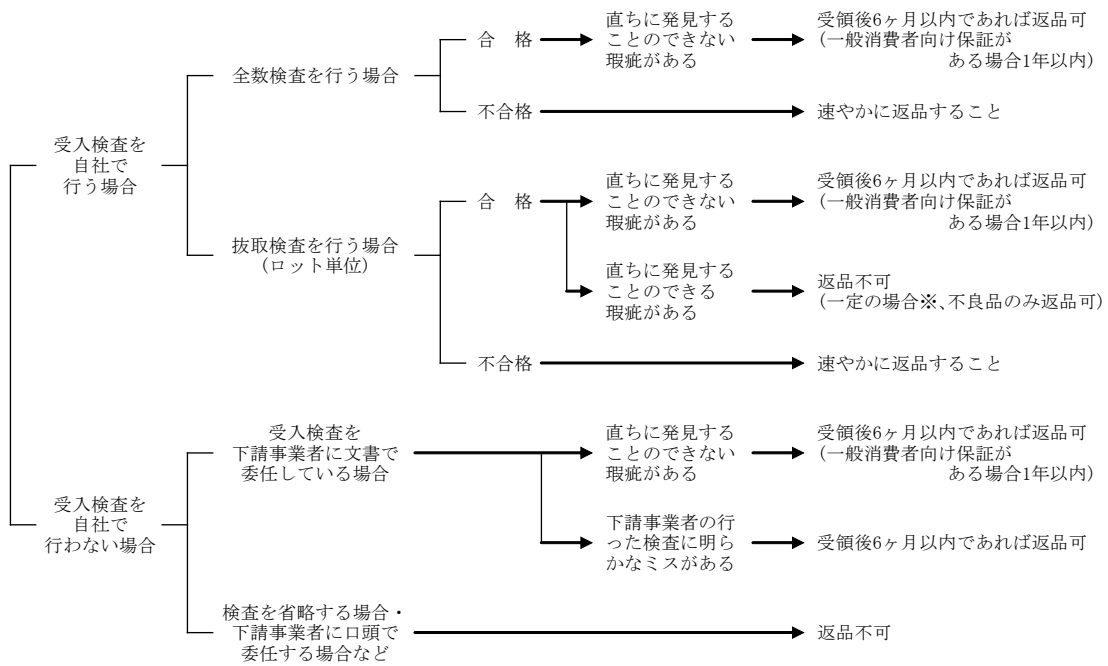 直ちに発見する
ことのできない
瑕疵がある
受領後6ヶ月以内であれば返品可
(一般消費者向け保証が
ある場合1年以内)
合　格
全数検査を行う場合
不合格
速やかに返品すること
受入検査を
自社で
行う場合
直ちに発見する
ことのできない
瑕疵がある
受領後6ヶ月以内であれば返品可
(一般消費者向け保証が
ある場合1年以内)
合　格
抜取検査を行う場合
(ロット単位)
直ちに発見する
ことのできる
瑕疵がある
返品不可
(一定の場合※、不良品のみ返品可)
不合格
速やかに返品すること
受入検査を
下請事業者に文書で
委任している場合
直ちに発見する
ことのできない
瑕疵がある
受領後6ヶ月以内であれば返品可
(一般消費者向け保証が
ある場合1年以内)
受入検査を
自社で
行わない場合
下請事業者の行
った検査に明ら
かなミスがある
受領後6ヶ月以内であれば返品可
検査を省略する場合・
下請事業者に口頭で
委任する場合など
返品不可